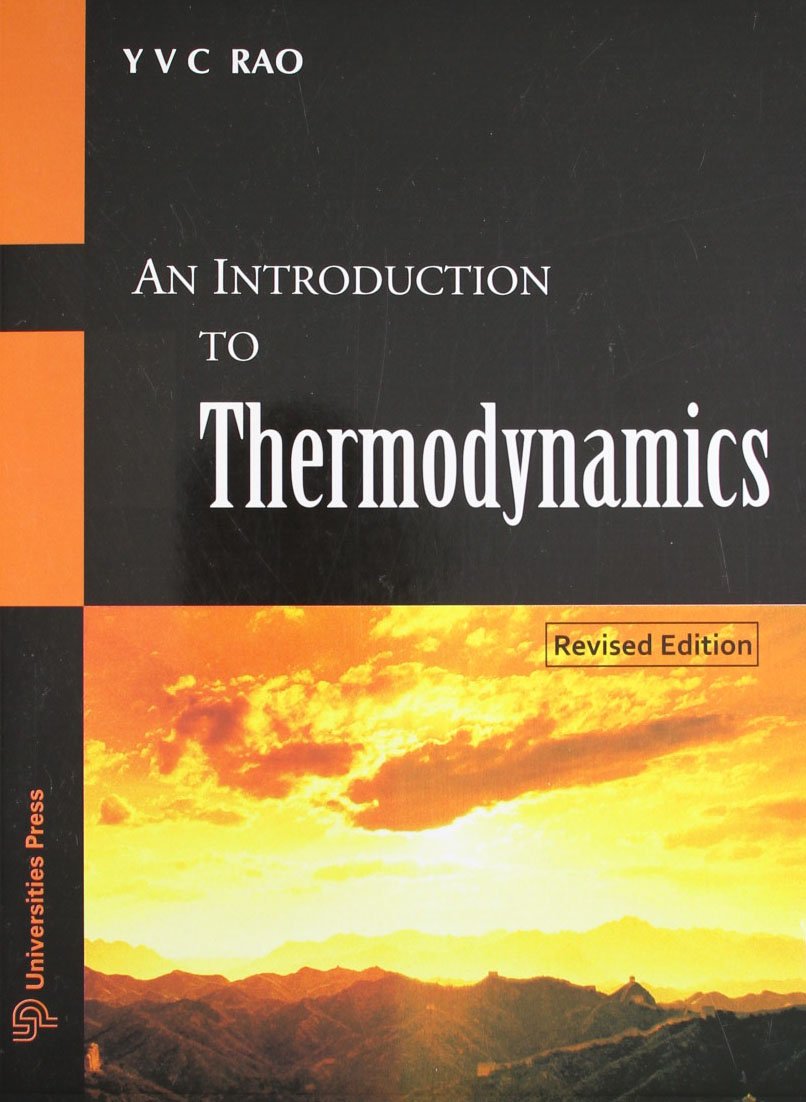 Y V C RAO
AN INTRODUCTION
TO
Thermodynamics
Revised Edition
Universities Press